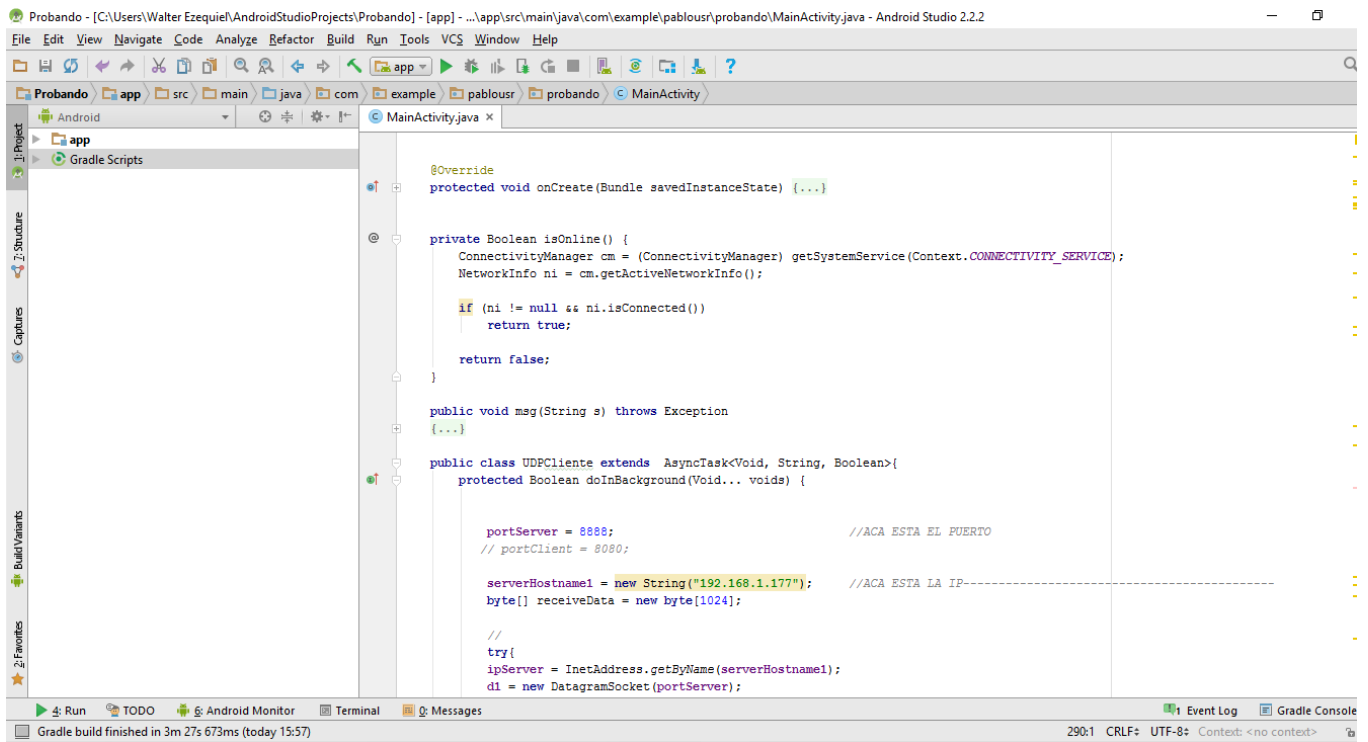 Probando - [C:\Users\Walter Ezequiel\AndroidStudioProjects\Probando] - [app] - ...\app\src\main\java\com\example\pablousr\probando\MainActivity.java - Android Studio 2.2.2
File Edit View Navigate Code Analyze Refactor Build Run Tools VCS Window Help
app
Probando app src main java com example pablousr probando MainActivity
Android
MainActivity.java
1: Project
app
Gradle Scripts
7: Structure
Captures
Build Variants
2: Favorites
@Override
protected void onCreate(Bundle savedInstanceState) {...}
private Boolean isOnline() {
ConnectivityManager cm = (ConnectivityManager) getSystemService(Context.CONNECTIVITY_SERVICE);
NetworkInfo ni = cm.getActiveNetworkInfo();
if (ni != null && ni.isConnected())
return true;
return false;
}
public void msg(String s) throws Exception
{...}
public class UDPCliente extends AsyncTask<Void, String, Boolean>{
protected Boolean doInBackground(Void... voids) {
portServer = 8888; //ACA ESTA EL PUERTO
// portClient = 8080;
serverHostname1 = new String("192.168.1.177"); //ACA ESTA LA IP--------------------------------------------
byte[] receiveData = new byte[1024];
//
try{
ipServer = InetAddress.getByName(serverHostname1);
d1 = new DatagramSocket(portServer);
4: Run TODO 6: Android Monitor Terminal 0: Messages 1 Event Log Gradle Console
Gradle build finished in 3m 27s 673ms (today 15:57) 290:1 CRLF UTF-8 Context: <no context>